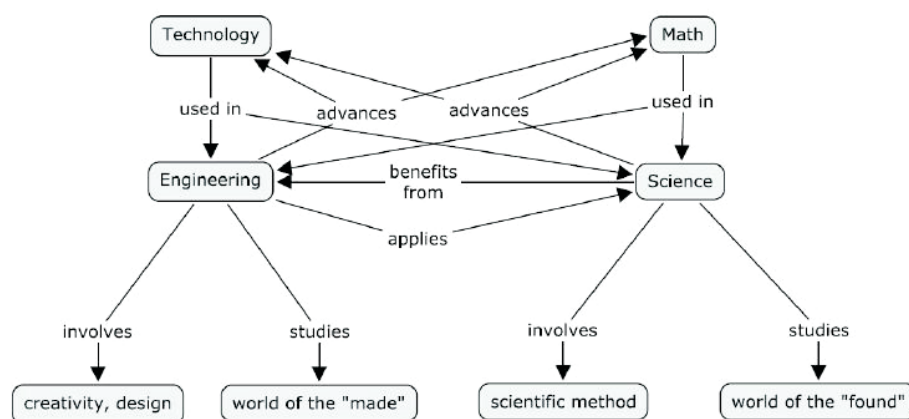 Technology
Math
used in
advances
advances
used in
Engineering
benefits
from
Science
applies
involves
studies
involves
studies
creativity, design
world of the "made"
scientific method
world of the "found"